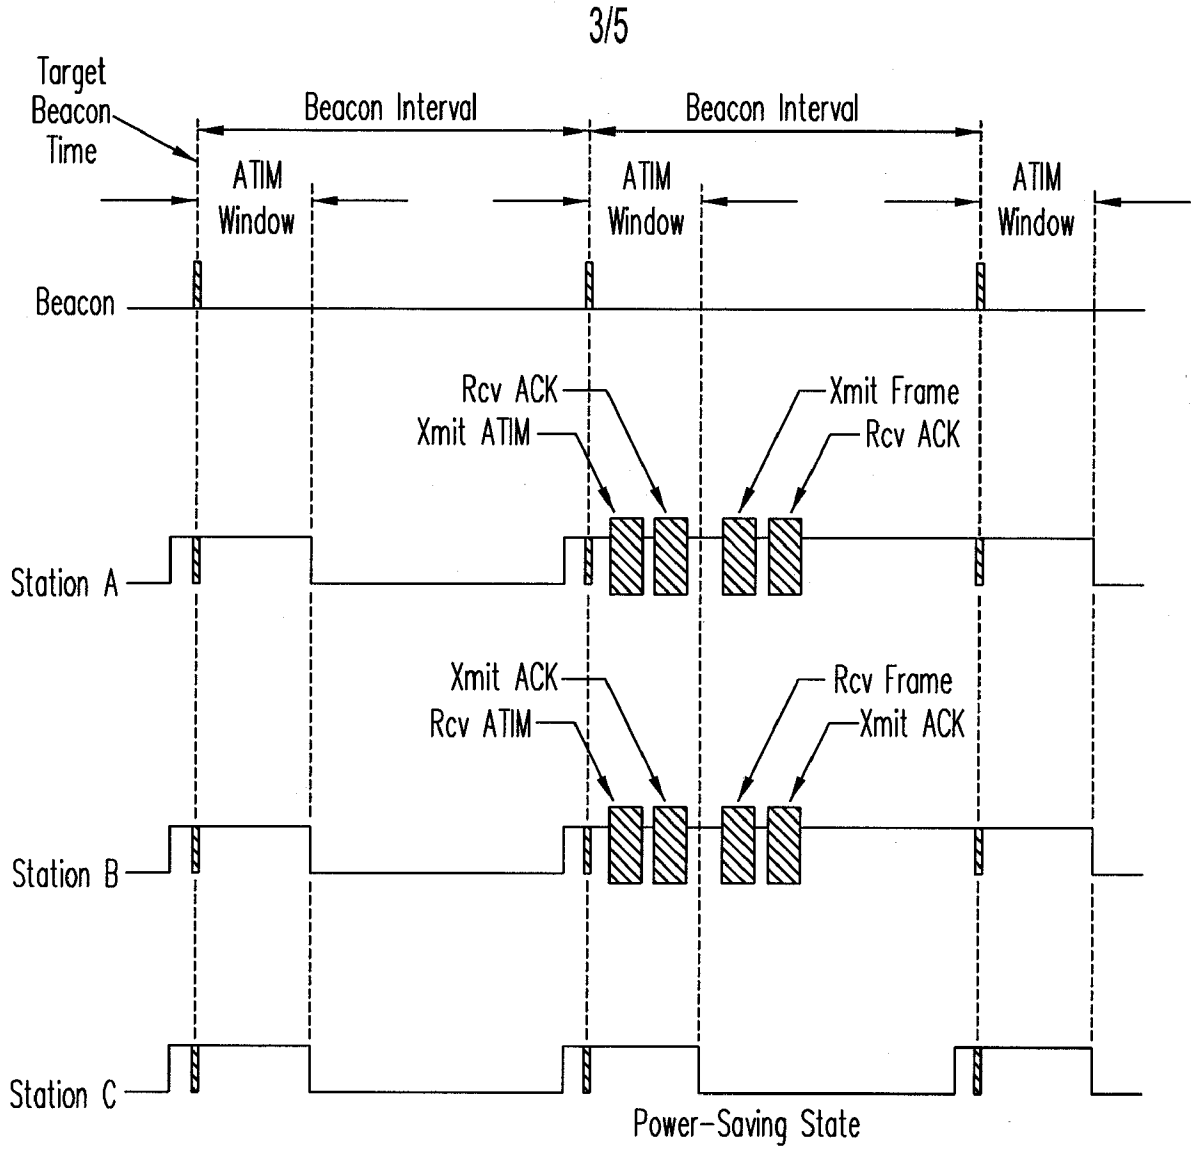 3/5
Target
Beacon
Time
Beacon Interval
Beacon Interval
ATIM
Window
ATIM
Window
ATIM
Window
Beacon
Rcv ACK
Xmit ATIM
Xmit Frame
Rcv ACK
Station A
Xmit ACK
Rcv ATIM
Rcv Frame
Xmit ACK
Station B
Station C
Power-Saving State